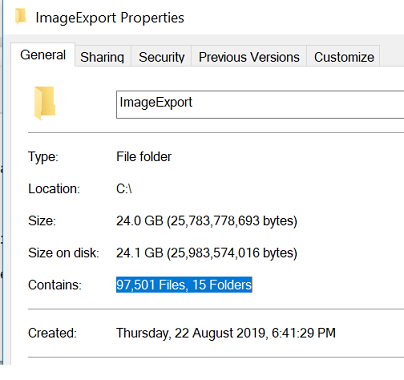 ImageExport Properties
General Sharing Security Previous Versions Customize
ImageExport
Type: File folder
Location: C:\
Size: 24.0 GB (25,783,778,693 bytes)
Size on disk: 24.1 GB (25,983,574,016 bytes)
Contains: 97,501 Files, 15 Folders
Created: Thursday, 22 August 2019, 6:41:29 PM